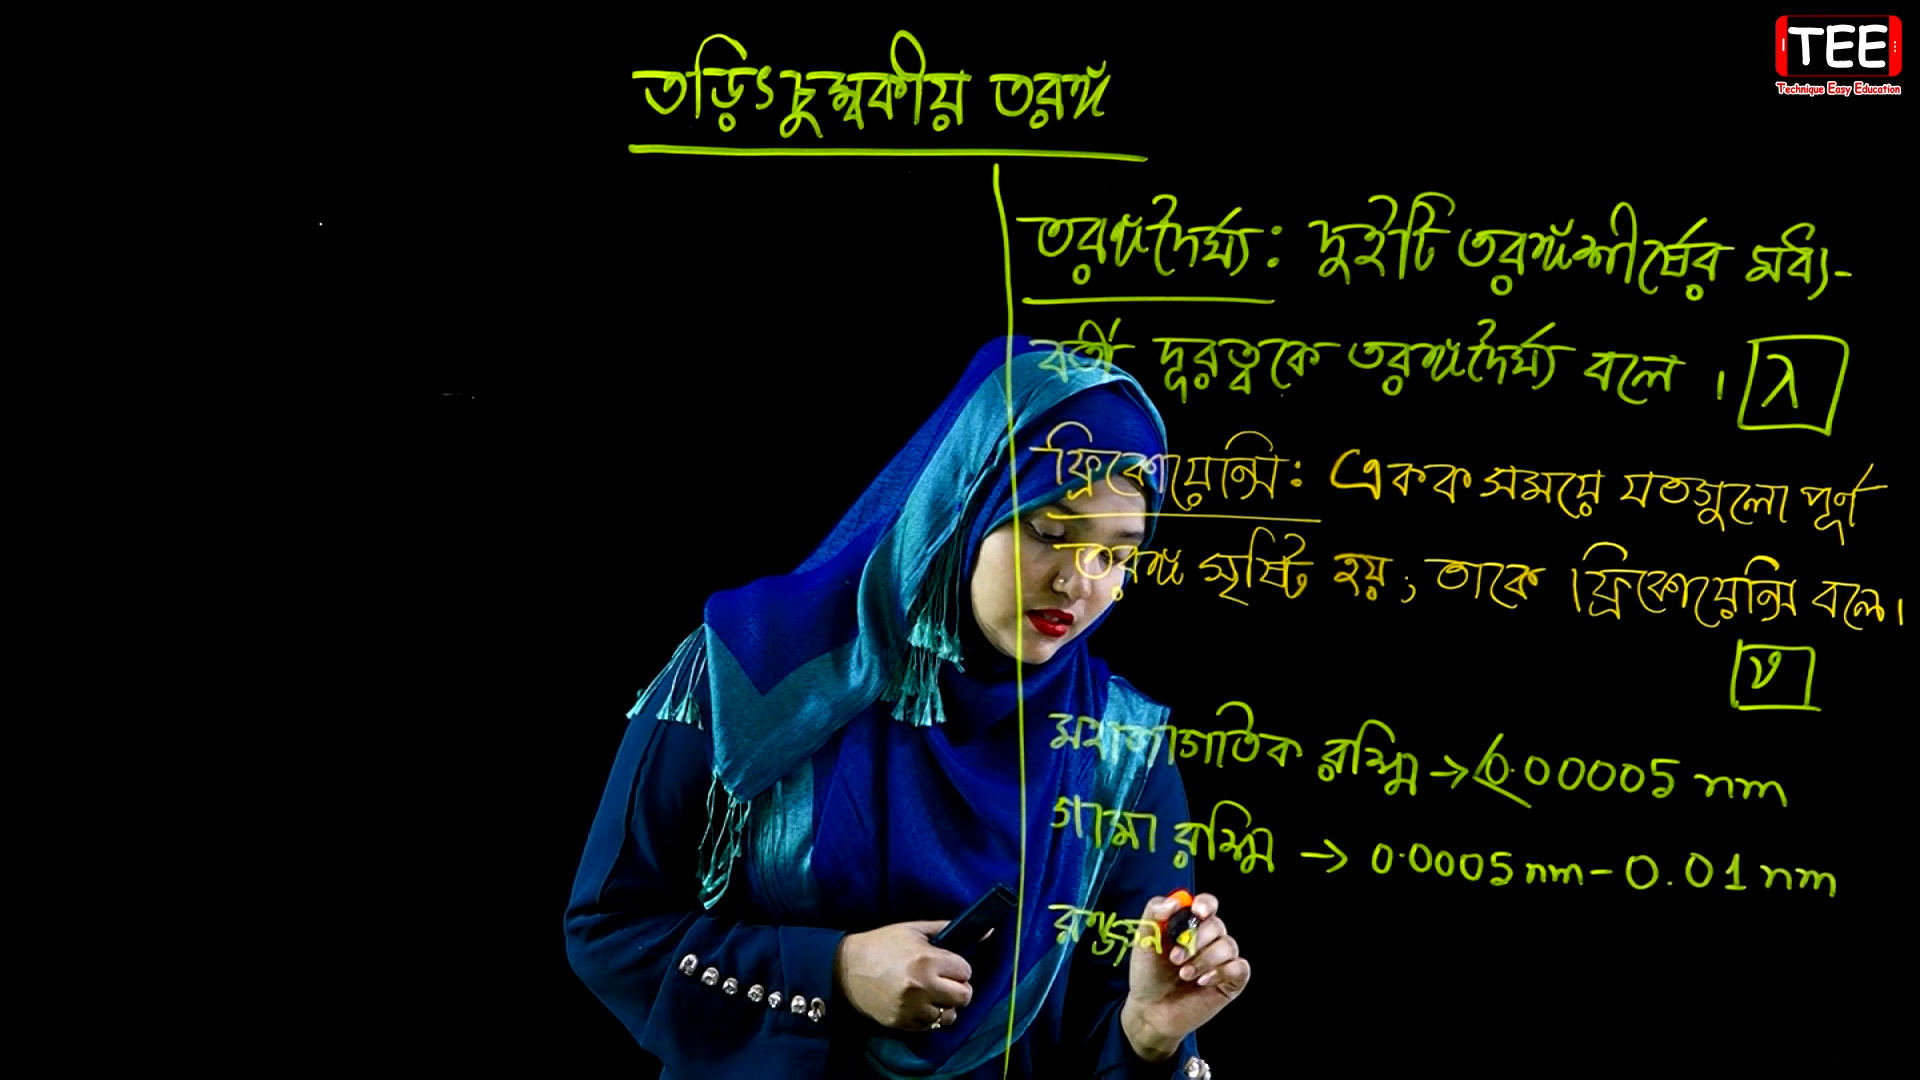 TEE
Technique Easy Education
তড়িৎচুম্বকীয় তরঙ্গ
তরঙ্গদৈর্ঘ্য : দুইটি তরঙ্গশীর্ষের মধ্য-
বর্তী দূরত্বকে তরঙ্গদৈর্ঘ্য বলে । λ
ফ্রিকোয়েন্সি : একক সময়ে যতগুলো পূর্ণ
তরঙ্গ সৃষ্টি হয়, তাকে ফ্রিকোয়েন্সি বলে।
ν
মহাজাগতিক রশ্মি → 0.00005 nm
গামা রশ্মি → 0.0005 nm - 0.01 nm
রঞ্জন